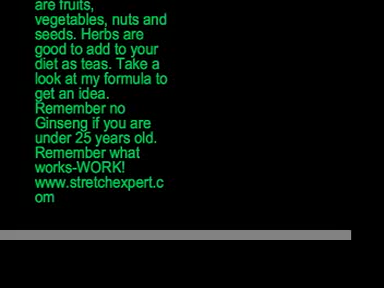 are fruits,
vegetables, nuts and
seeds. Herbs are
good to add to your
diet as teas. Take a
look at my formula to
get an idea.
Remember no
Ginseng if you are
under 25 years old.
Remember what
works-WORK!
www.stretchexpert.c
om